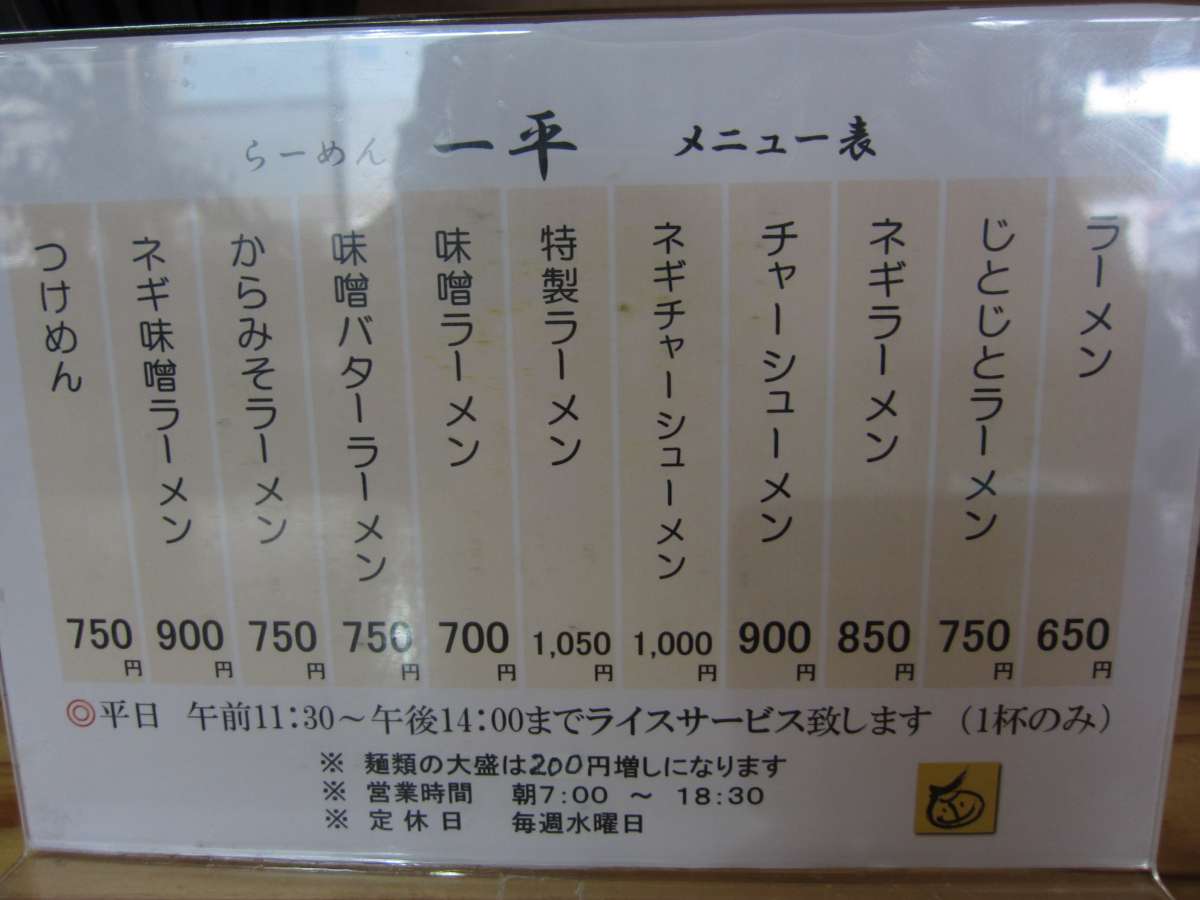 らーめん 一平 メニュー表
ラーメン 650円
じとじとラーメン 750円
ネギラーメン 850円
チャーシューメン 900円
ネギチャーシューメン 1,000円
特製ラーメン 1,050円
味噌ラーメン 700円
味噌バターラーメン 750円
からみそラーメン 750円
ネギ味噌ラーメン 900円
つけめん 750円
◎平日 午前11:30～午後14:00までライスサービス致します (1杯のみ)
※ 麺類の大盛は200円増しになります
※ 営業時間 朝7:00 ～ 18:30
※ 定休日 毎週水曜日